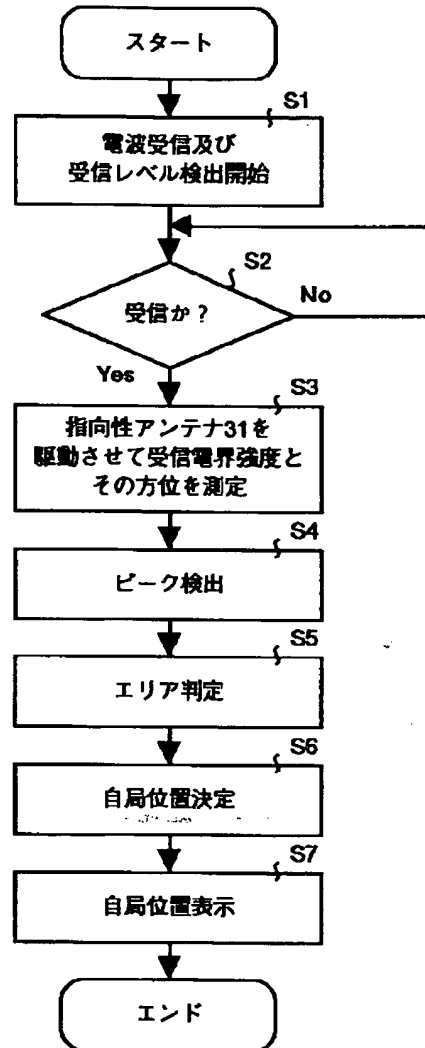 スタート
S1
電波受信及び
受信レベル検出開始
S2
受信か？
No
Yes
S3
指向性アンテナ31を
駆動させて受信電界強度と
その方位を測定
S4
ピーク検出
S5
エリア判定
S6
自局位置決定
S7
自局位置表示
エンド